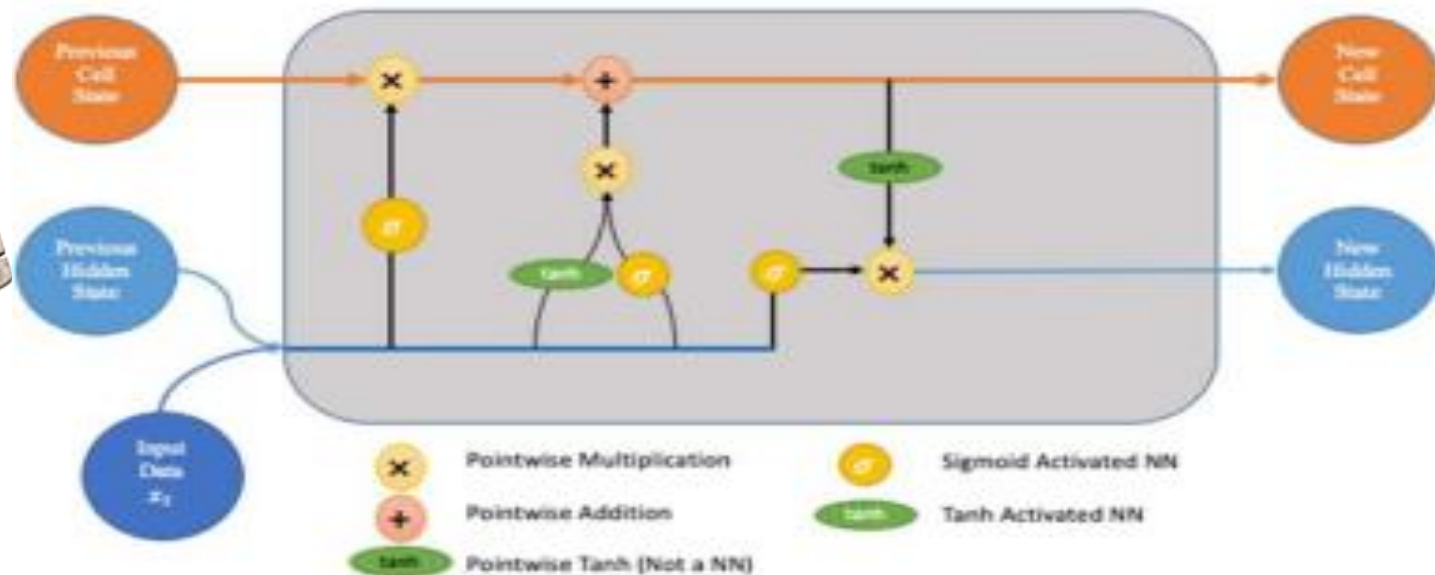 Previous
Cell
State
×
+
New
Cell
State
×
tanh
Previous
Hidden
State
σ
tanh
σ
σ
×
New
Hidden
State
Input
Data
× Pointwise Multiplication
σ Sigmoid Activated NN
+ Pointwise Addition
tanh Tanh Activated NN
tanh Pointwise Tanh (Not a NN)